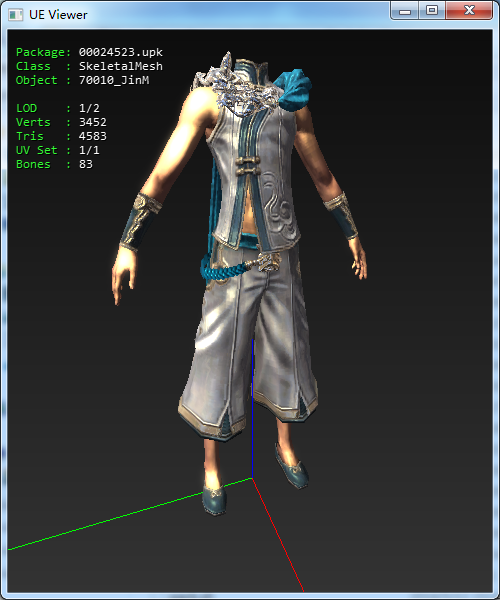 UE Viewer
Package: 00024523.upk
Class  : SkeletalMesh
Object : 70010_JinM
LOD    : 1/2
Verts  : 3452
Tris   : 4583
UV Set : 1/1
Bones  : 83